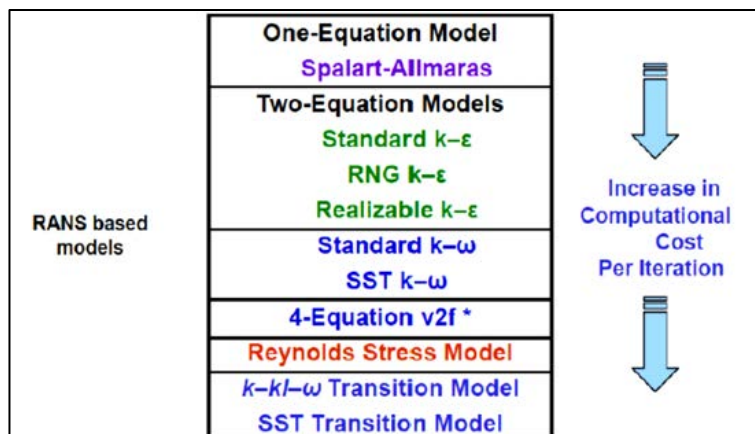 One-Equation Model
Spalart-Allmaras
Two-Equation Models
Standard k–ε
RNG k–ε
Realizable k–ε
Standard k–ω
SST k–ω
4-Equation v2f *
Reynolds Stress Model
k–kl–ω Transition Model
SST Transition Model
RANS based
models
Increase in
Computational
Cost
Per Iteration